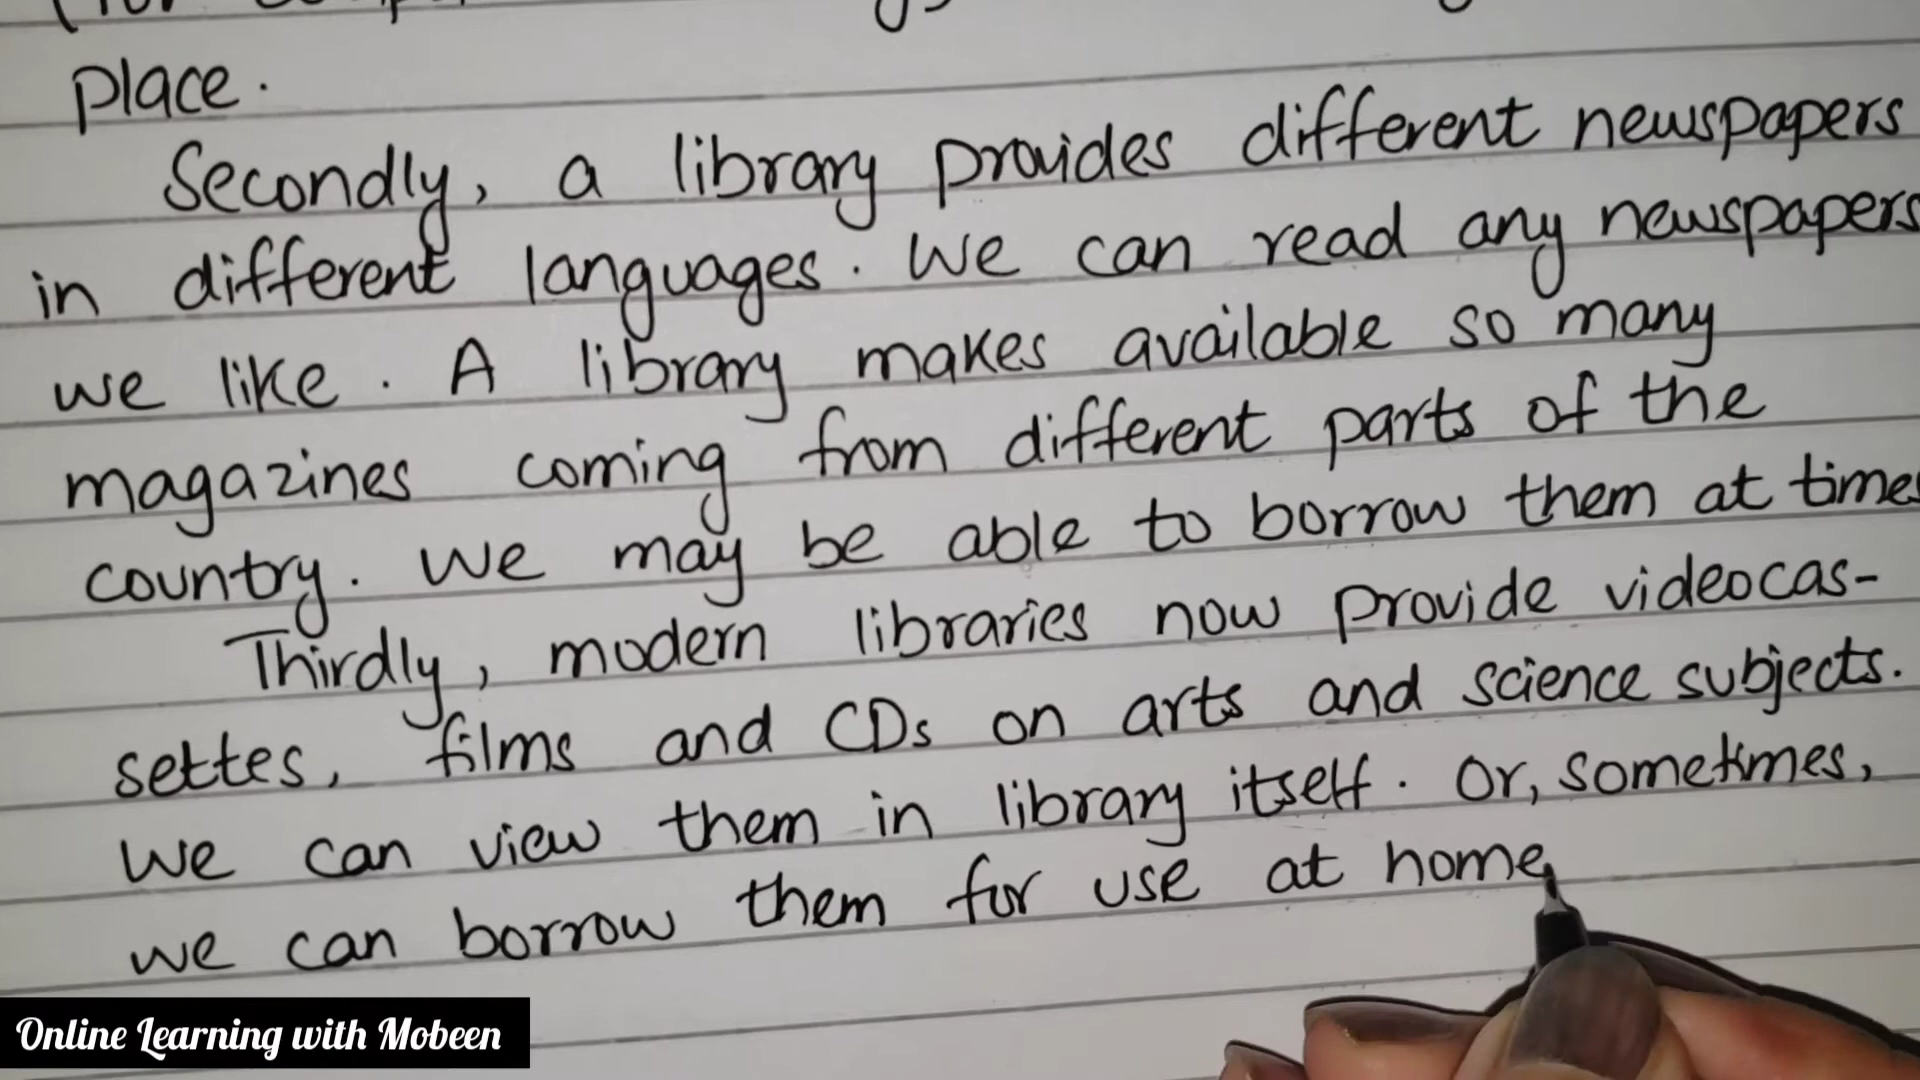 place.
Secondly, a library provides different newspapers
in different languages. We can read any newspapers
we like. A library makes available so many
magazines coming from different parts of the
country. We may be able to borrow them at times
Thirdly, modern libraries now provide videocas-
settes, films and CDs on arts and science subjects.
We can view them in library itself. Or, sometimes,
we can borrow them for use at home
Online Learning with Mobeen